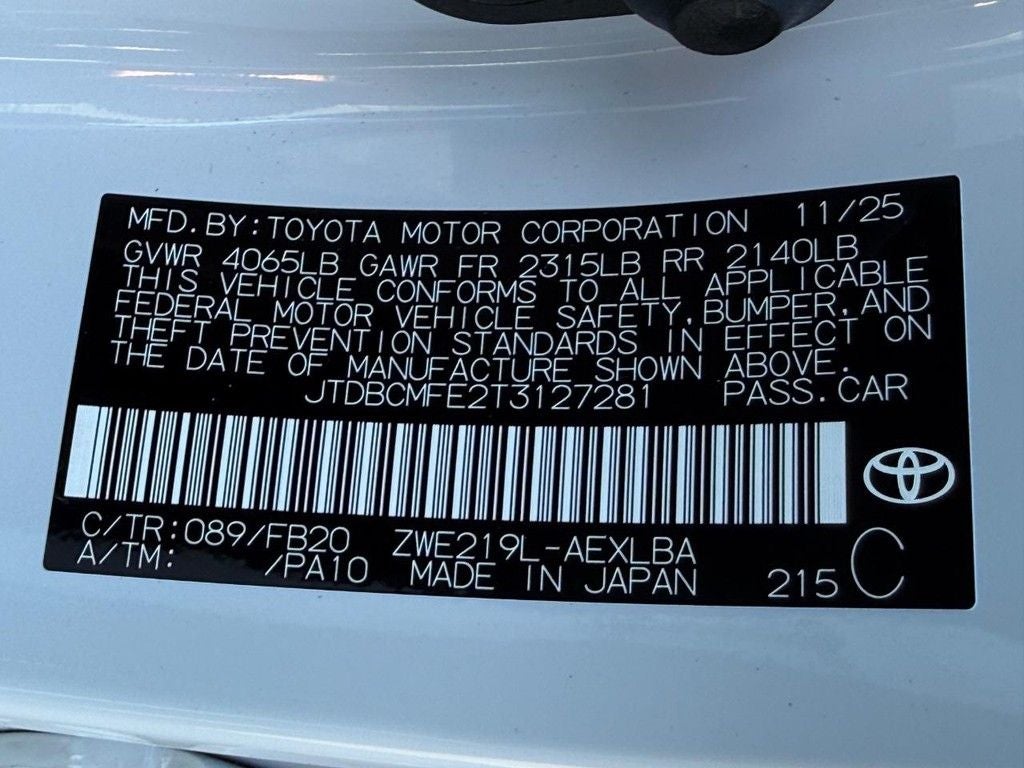 MFD.BY:TOYOTA MOTOR CORPORATION 11/25
GVWR 4065LB GAWR FR 2315LB RR 2140LB
THIS VEHICLE CONFORMS TO ALL APPLICABLE
FEDERAL MOTOR VEHICLE SAFETY,BUMPER,AND
THEFT PREVENTION STANDARDS IN EFFECT ON
THE DATE OF MANUFACTURE SHOWN ABOVE.
JTDBCMFE2T3127281 PASS.CAR
C/TR:089/FB20 ZWE219L-AEXLBA
A/TM: /PA10 MADE IN JAPAN 215 C